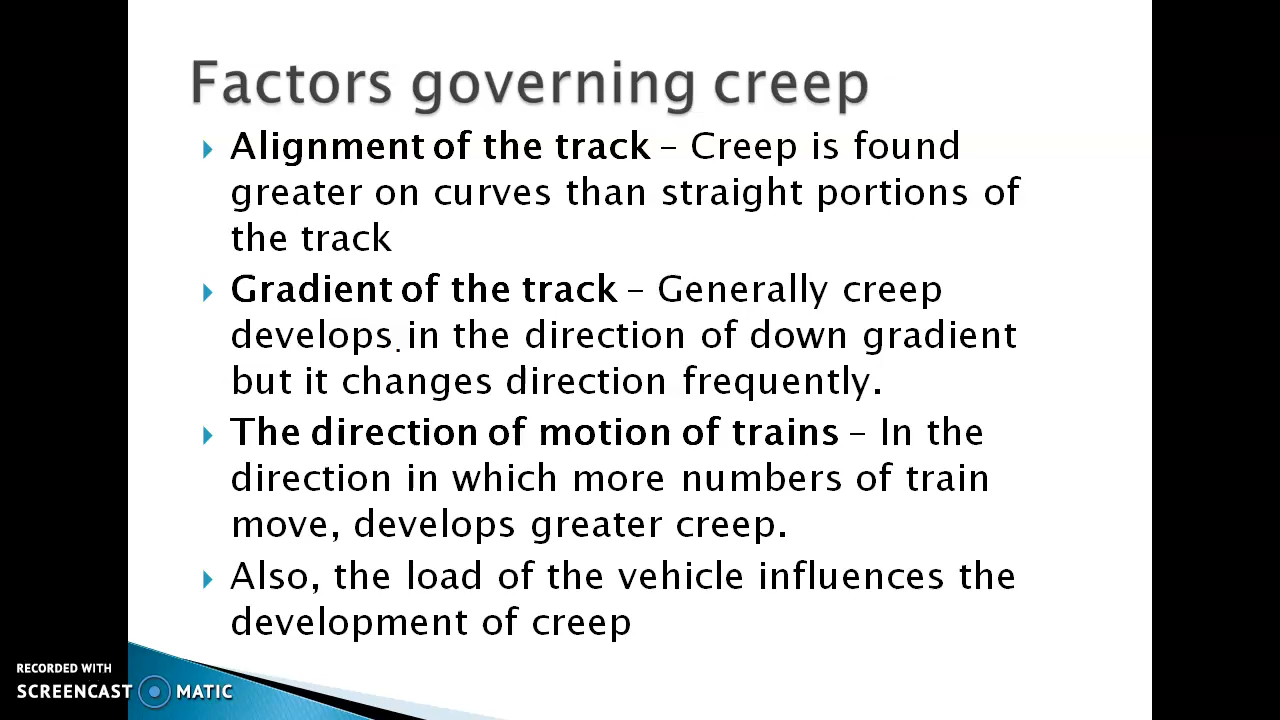 Factors governing creep
Alignment of the track – Creep is found
greater on curves than straight portions of
the track
Gradient of the track – Generally creep
develops in the direction of down gradient
but it changes direction frequently.
The direction of motion of trains – In the
direction in which more numbers of train
move, develops greater creep.
Also, the load of the vehicle influences the
development of creep
RECORDED WITH
SCREENCAST MATIC